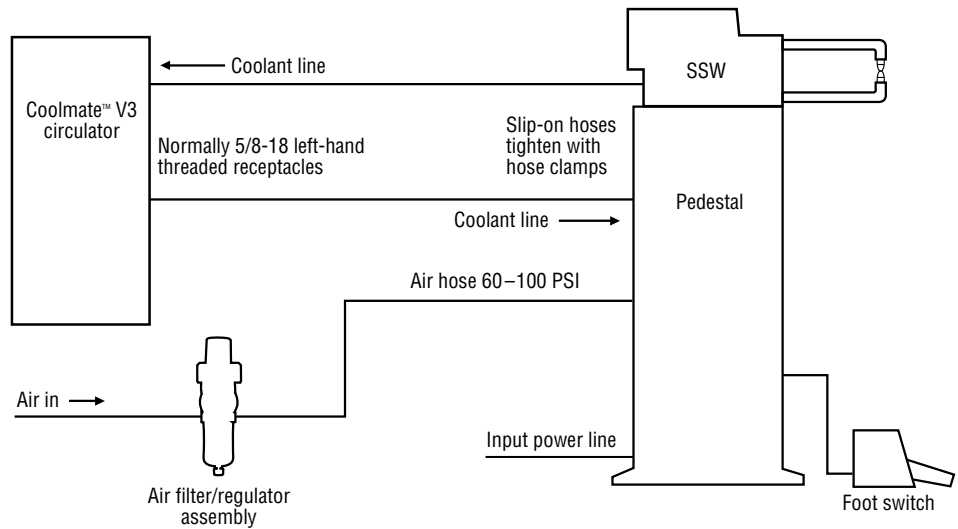 Coolant line
SSW
Coolmate™ V3
circulator
Normally 5/8-18 left-hand
threaded receptacles
Slip-on hoses
tighten with
hose clamps
Pedestal
Coolant line
Air hose 60–100 PSI
Air in
Input power line
Air filter/regulator
assembly
Foot switch